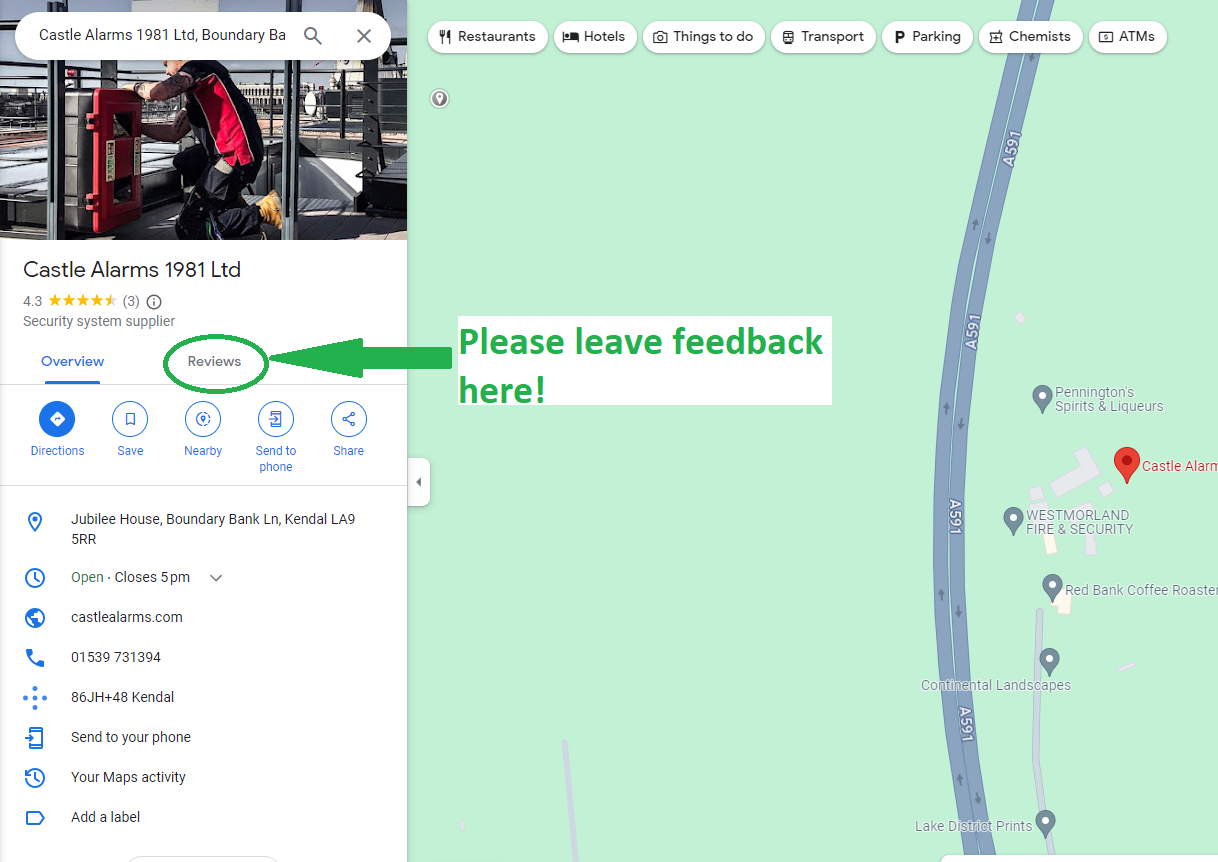 Castle Alarms 1981 Ltd, Boundary Ba
Restaurants
Hotels
Things to do
Transport
Parking
Chemists
ATMs
Castle Alarms 1981 Ltd
4.3 (3)
Security system supplier
Overview
Reviews
Please leave feedback
here!
Directions
Save
Nearby
Send to
phone
Share
Jubilee House, Boundary Bank Ln, Kendal LA9
5RR
Open · Closes 5 pm
castlealarms.com
01539 731394
86JH+48 Kendal
Send to your phone
Your Maps activity
Add a label
A591
A591
Pennington's
Spirits & Liqueurs
Castle Alarm
A591
WESTMORLAND
FIRE & SECURITY
Red Bank Coffee Roaster
Continental Landscapes
A591
Lake District Prints